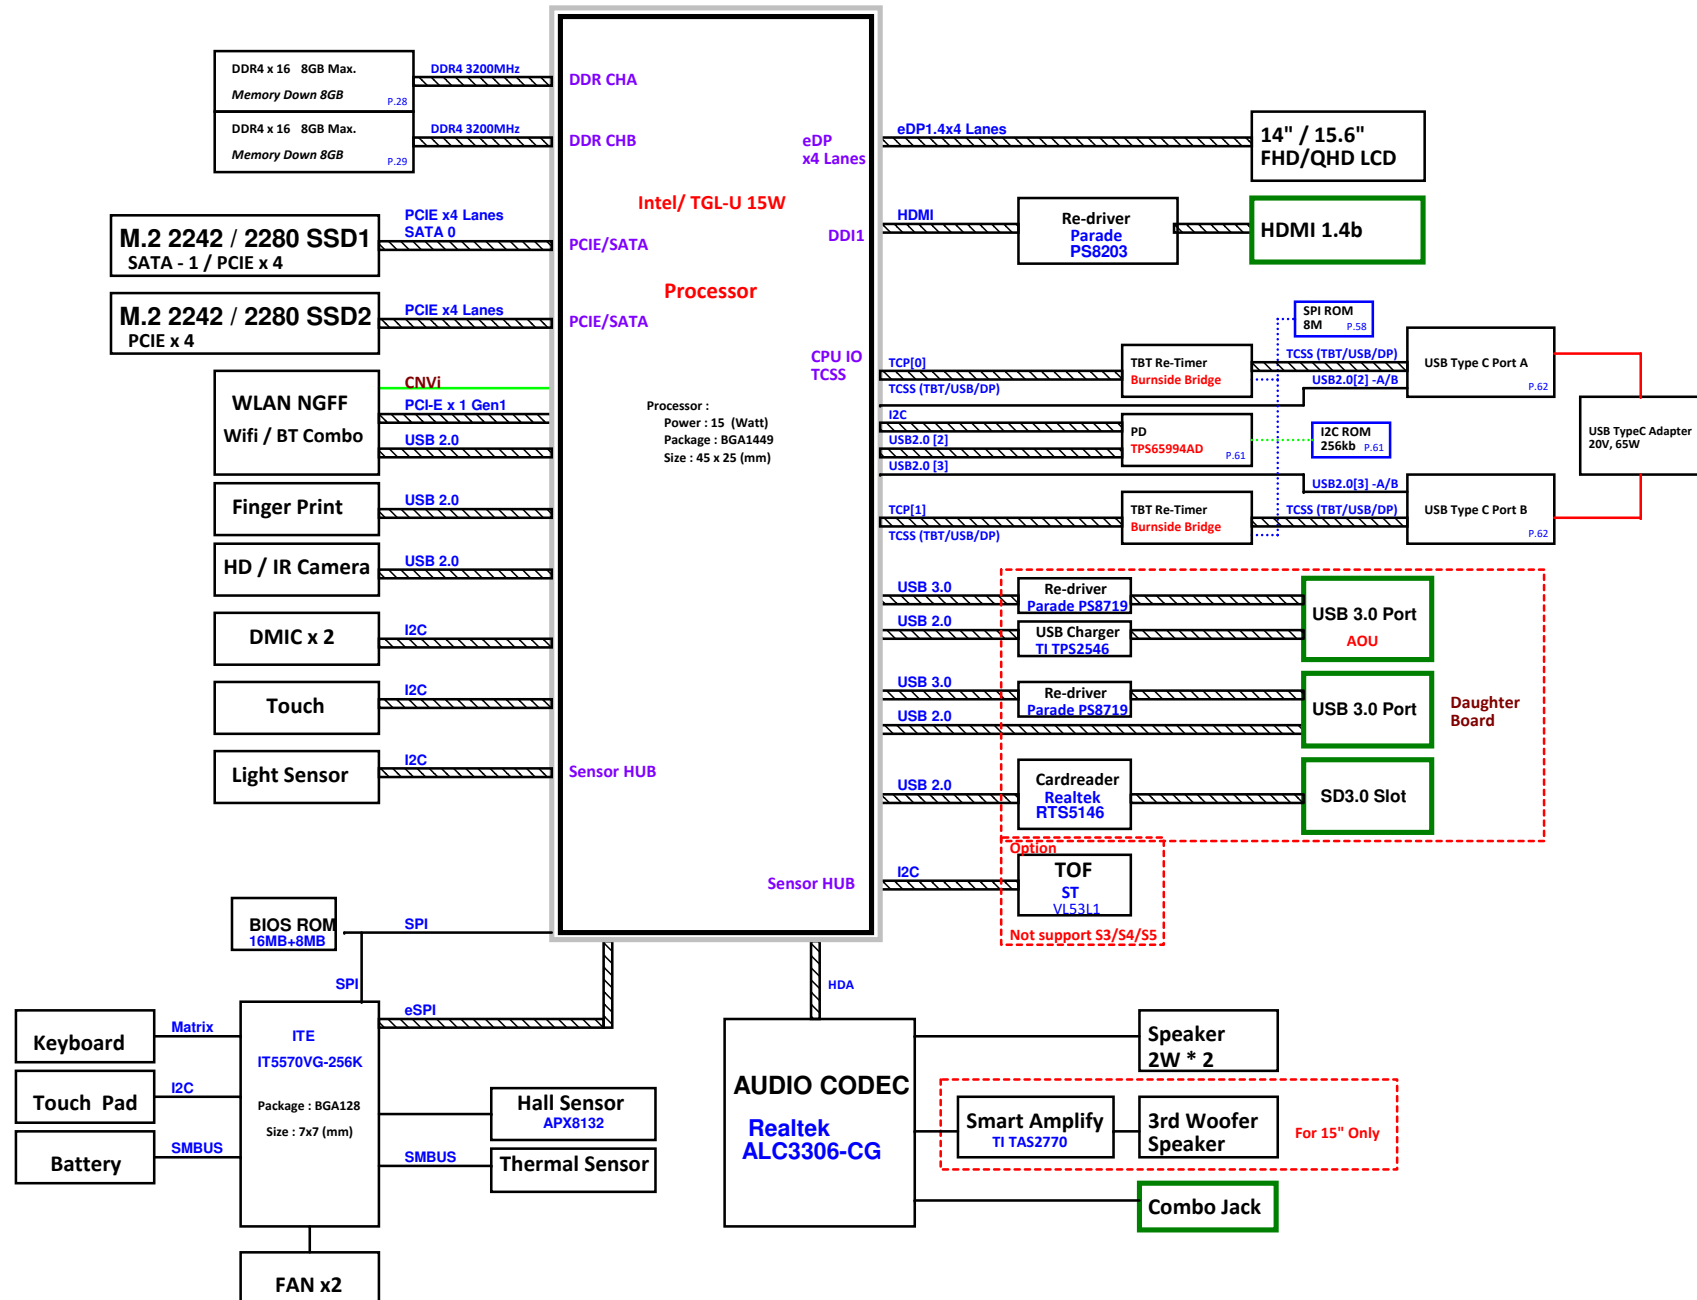 DDR4 x 16   8GB Max.
Memory Down 8GB
P.28
DDR4 3200MHz
DDR CHA
DDR4 x 16   8GB Max.
Memory Down 8GB
P.29
DDR4 3200MHz
DDR CHB
M.2 2242 / 2280 SSD1
SATA - 1 / PCIE x 4
PCIE x4 Lanes
SATA 0
PCIE/SATA
M.2 2242 / 2280 SSD2
PCIE x 4
PCIE x4 Lanes
PCIE/SATA
WLAN NGFF
Wifi / BT Combo
CNVi
PCI-E x 1 Gen1
USB 2.0
Finger Print
USB 2.0
HD / IR Camera
USB 2.0
DMIC x 2
I2C
Touch
I2C
Light Sensor
I2C
Sensor HUB
Intel/ TGL-U 15W
Processor
Processor :
Power : 15  (Watt)
Package : BGA1449
Size : 45 x 25 (mm)
eDP
x4 Lanes
eDP1.4x4 Lanes
14" / 15.6"
FHD/QHD LCD
DDI1
HDMI
Re-driver
Parade
PS8203
HDMI 1.4b
CPU IO
TCSS
TCP[0]
TCSS (TBT/USB/DP)
TBT Re-Timer
Burnside Bridge
SPI ROM
8M
P.58
TCSS (TBT/USB/DP)
USB2.0[2] -A/B
USB Type C Port A
P.62
I2C
USB2.0 [2]
USB2.0 [3]
PD
TPS65994AD
P.61
I2C ROM
256kb
P.61
USB TypeC Adapter
20V, 65W
TCP[1]
TCSS (TBT/USB/DP)
TBT Re-Timer
Burnside Bridge
USB2.0[3] -A/B
TCSS (TBT/USB/DP)
USB Type C Port B
P.62
USB 3.0
Re-driver
Parade PS8719
USB 2.0
USB Charger
TI TPS2546
USB 3.0 Port
AOU
USB 3.0
Re-driver
Parade PS8719
USB 2.0
USB 3.0 Port
Daughter
Board
USB 2.0
Cardreader
Realtek
RTS5146
SD3.0 Slot
Option
Sensor HUB
I2C
TOF
ST
VL53L1
Not support S3/S4/S5
BIOS ROM
16MB+8MB
SPI
SPI
eSPI
ITE
IT5570VG-256K
Package : BGA128
Size : 7x7 (mm)
Keyboard
Matrix
Touch  Pad
I2C
Battery
SMBUS
Hall Sensor
APX8132
SMBUS
Thermal Sensor
FAN x2
HDA
AUDIO CODEC
Realtek
ALC3306-CG
Speaker
2W * 2
Smart Amplify
TI TAS2770
3rd Woofer
Speaker
For 15" Only
Combo Jack